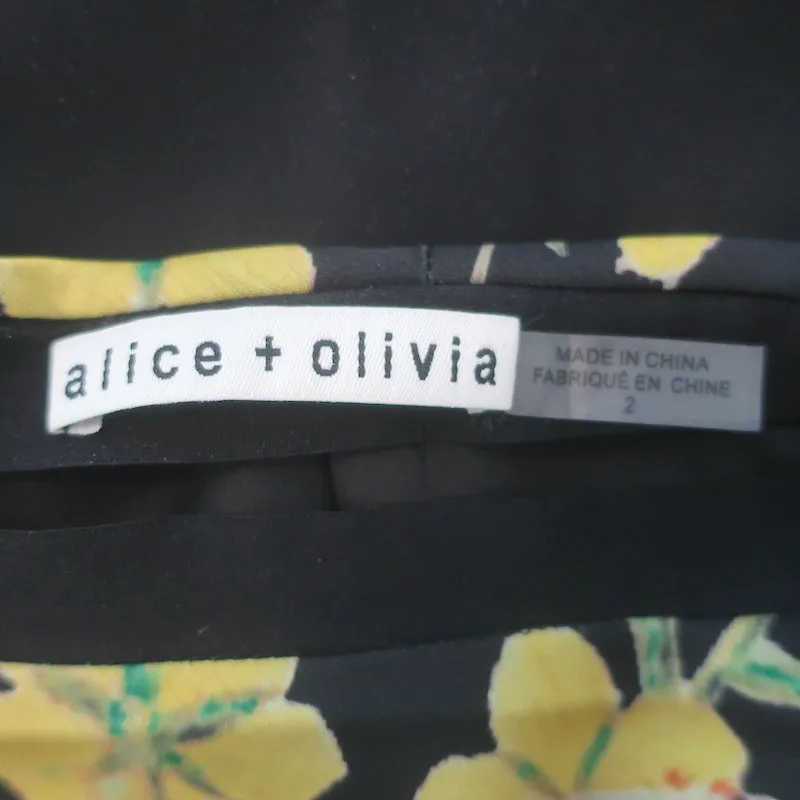 alice + olivia
MADE IN CHINA
FABRIQUÉ EN CHINE
2